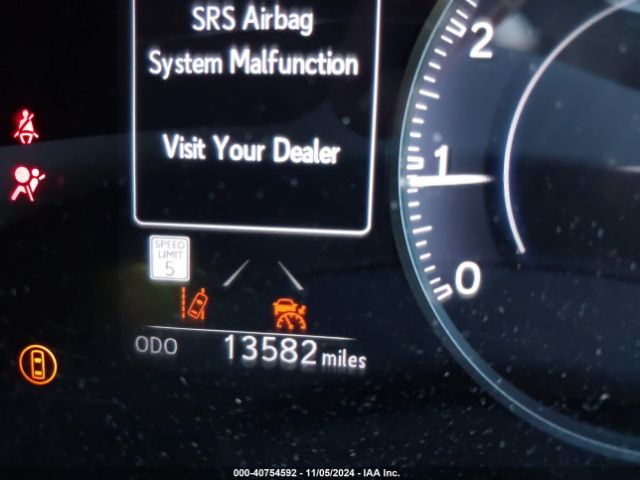 SRS Airbag
System Malfunction
Visit Your Dealer
2
1
0
SPEED
LIMIT
5
ODO 13582 miles
000-40754592 - 11/05/2024 - IAA Inc.